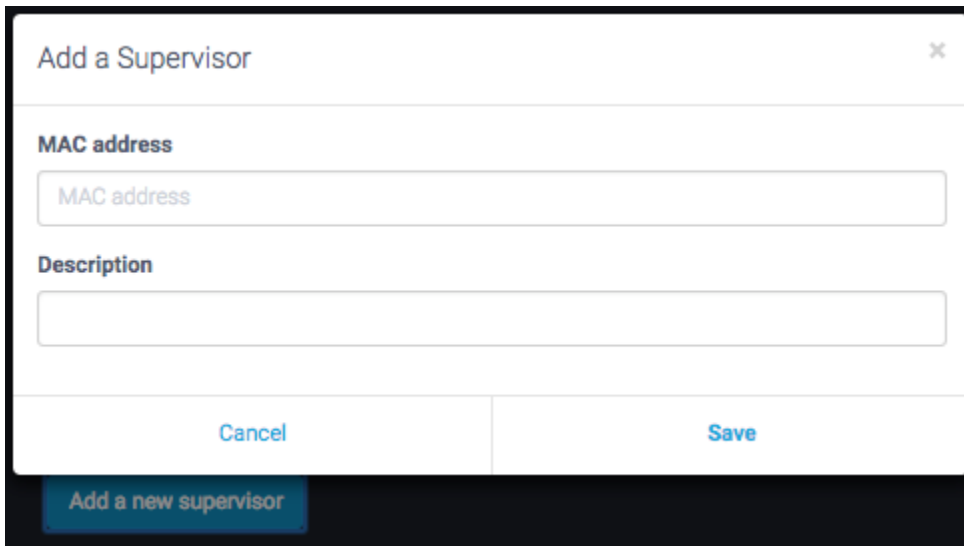 Add a Supervisor ×
MAC address
MAC address
Description
Cancel Save
Add a new supervisor